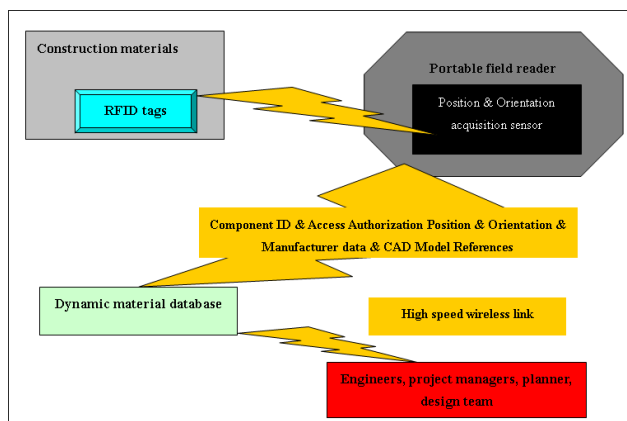 Construction materials
RFID tags
Portable field reader
Position & Orientation
acquisition sensor
Component ID & Access Authorization Position & Orientation &
Manufacturer data & CAD Model References
Dynamic material database
High speed wireless link
Engineers, project managers, planner,
design team